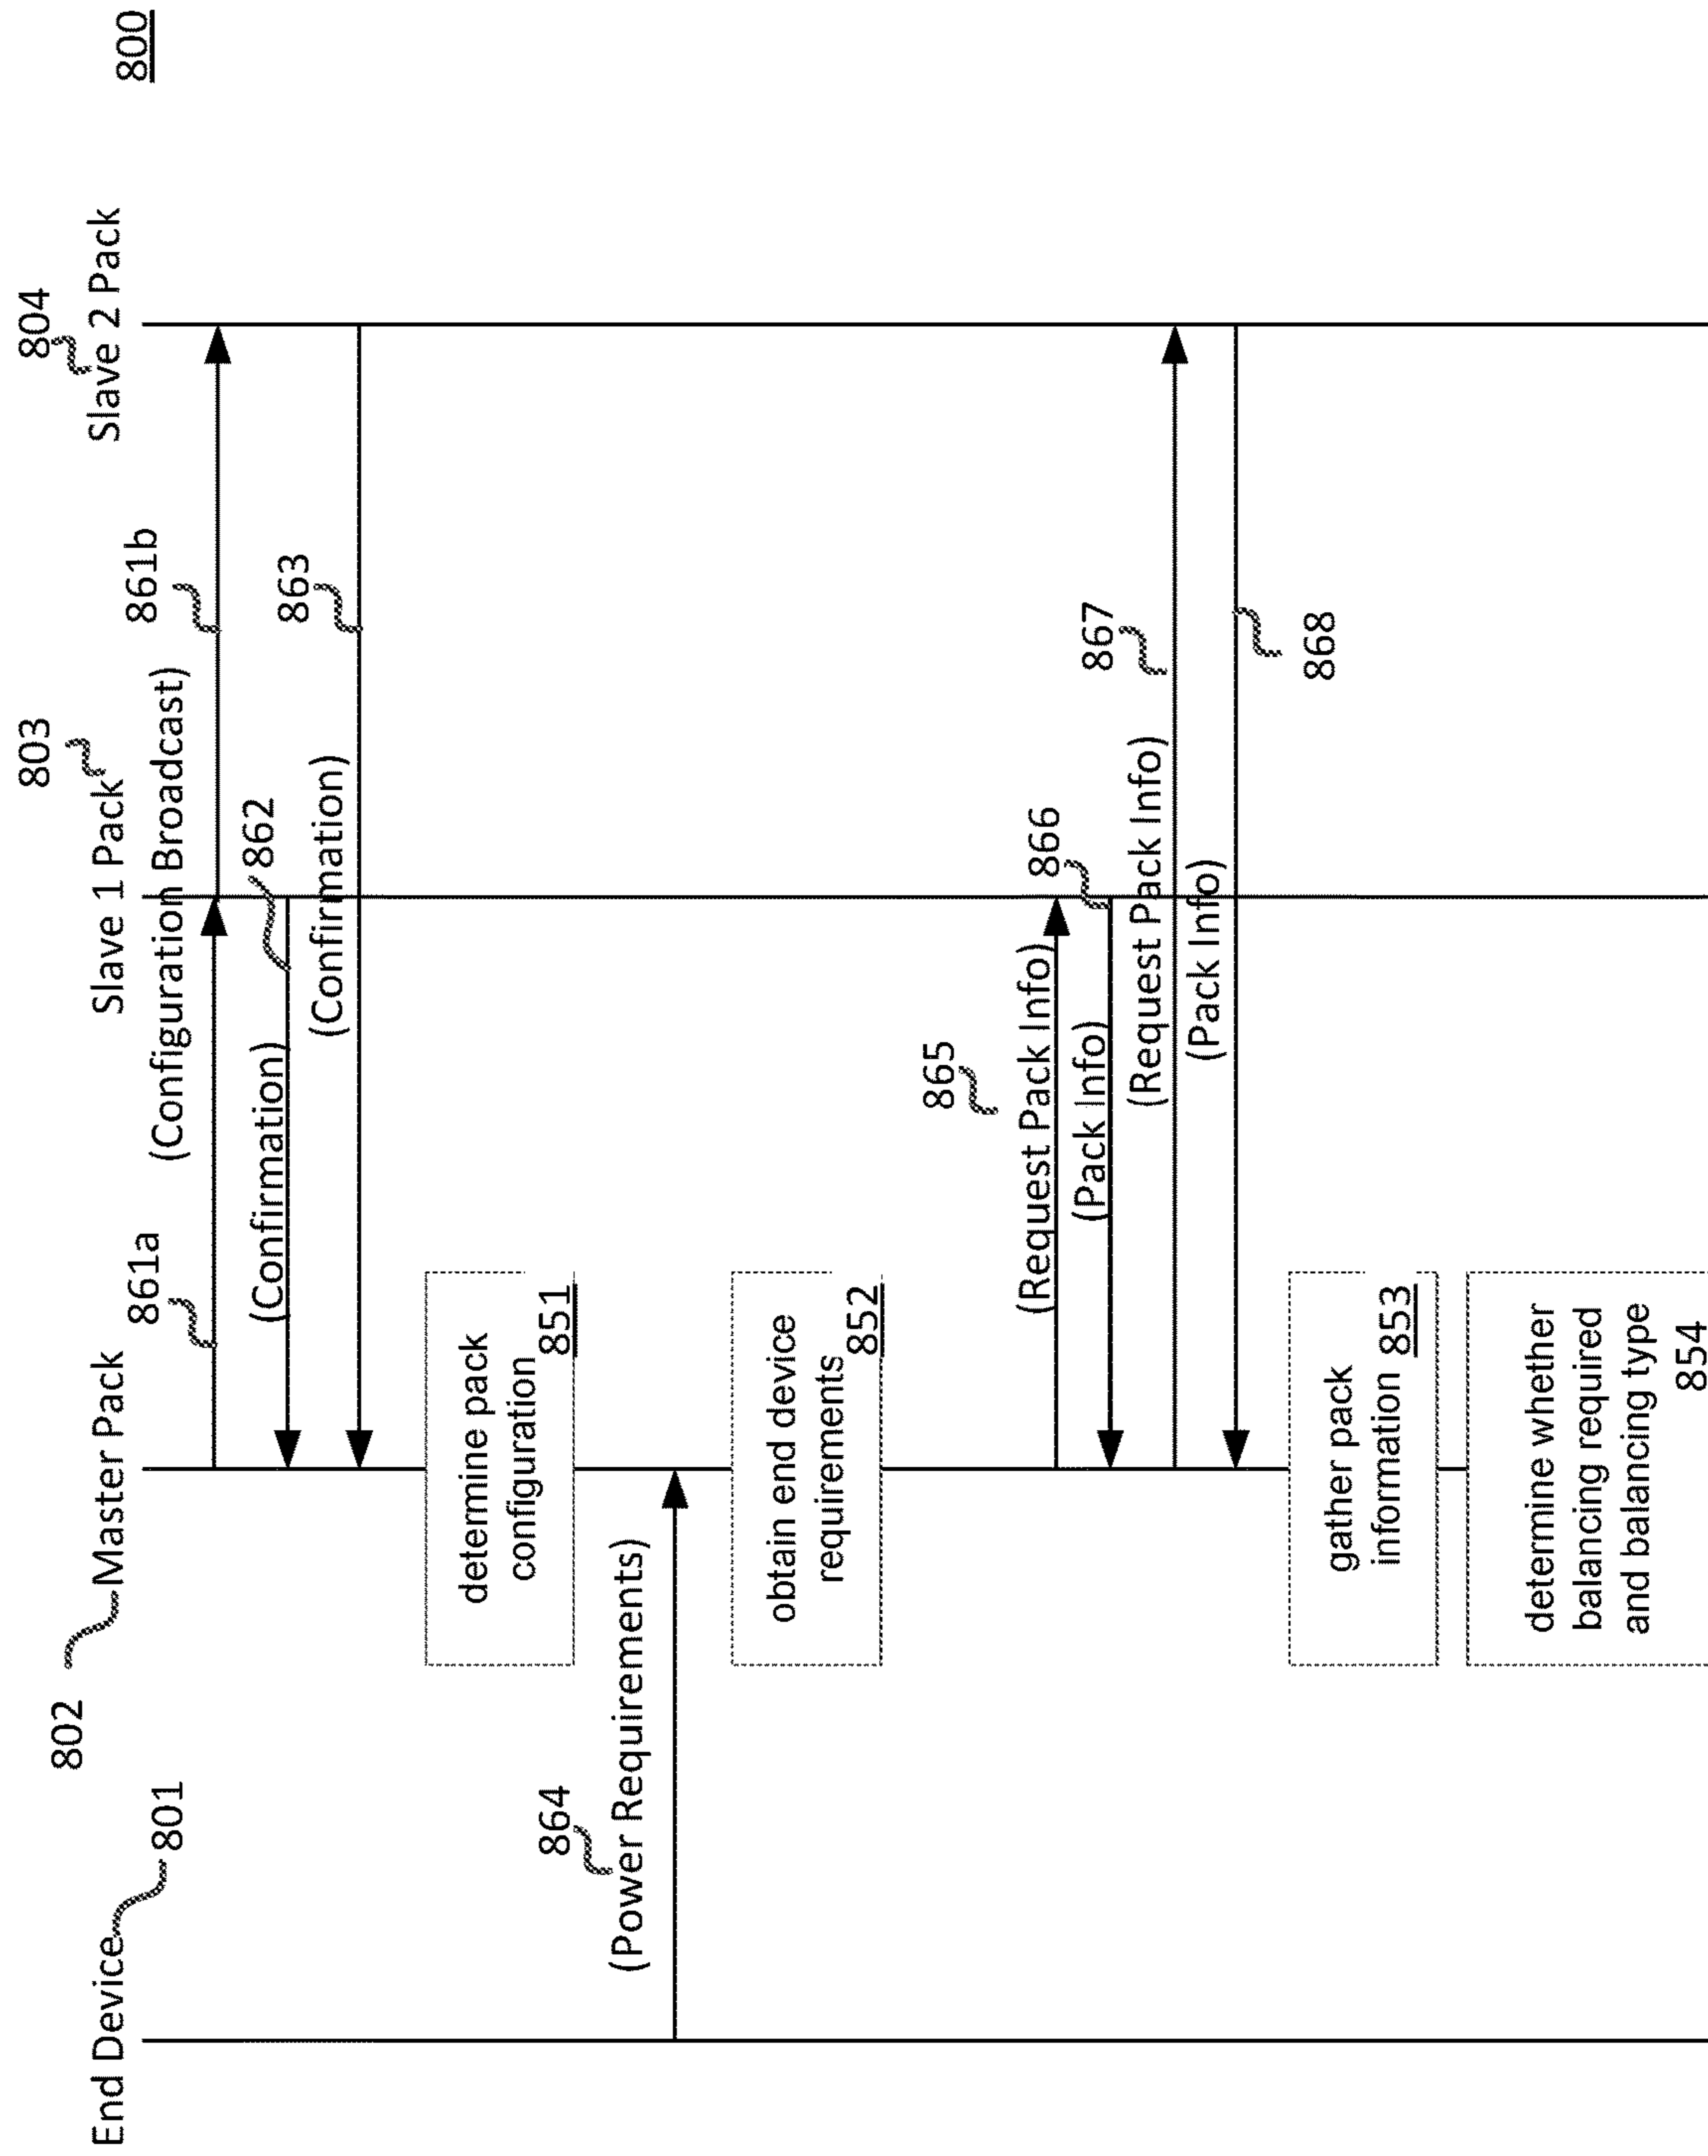 800
804
803
802
801
End Device
Master Pack
Slave 1 Pack
Slave 2 Pack
861a
(Configuration Broadcast)
861b
862
(Confirmation)
863
(Confirmation)
determine pack
configuration
851
864
(Power Requirements)
obtain end device
requirements
852
865
(Request Pack Info)
866
(Pack Info)
867
(Request Pack Info)
(Pack Info)
868
gather pack
information 853
determine whether
balancing required
and balancing type
854